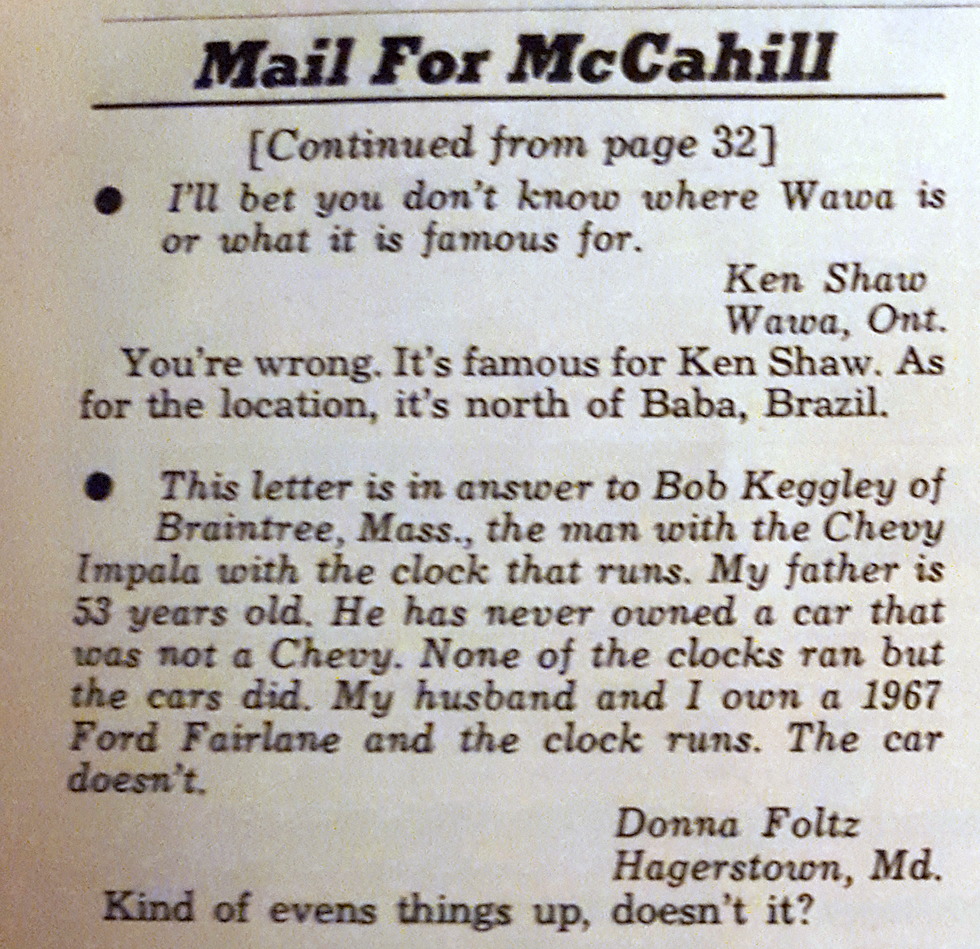 Mail For McCahill
[Continued from page 32]
● I'll bet you don't know where Wawa is
or what it is famous for.
Ken Shaw
Wawa, Ont.
You're wrong. It's famous for Ken Shaw. As
for the location, it's north of Baba, Brazil.
● This letter is in answer to Bob Keggley of
Braintree, Mass., the man with the Chevy
Impala with the clock that runs. My father is
53 years old. He has never owned a car that
was not a Chevy. None of the clocks ran but
the cars did. My husband and I own a 1967
Ford Fairlane and the clock runs. The car
doesn't.
Donna Foltz
Hagerstown, Md.
Kind of evens things up, doesn't it?